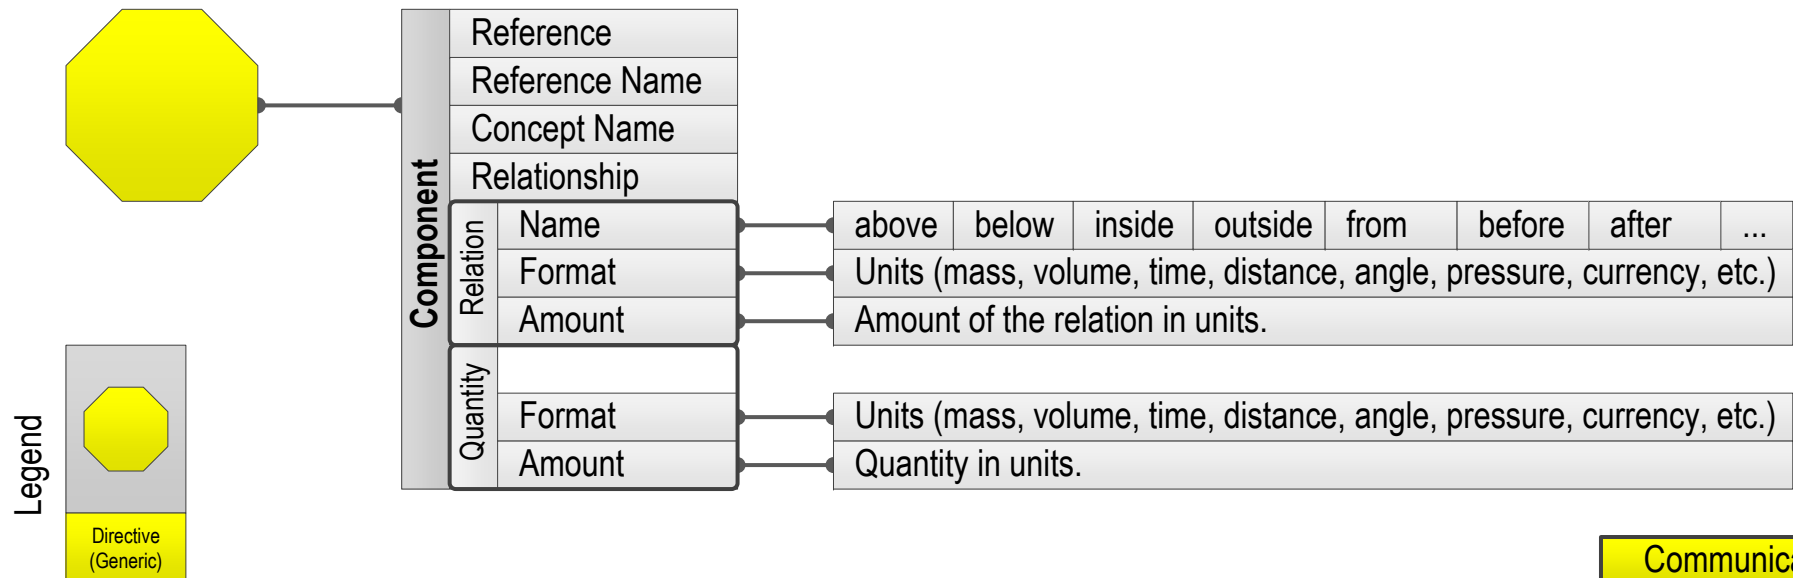 Reference
Reference Name
Concept Name
Relationship
Component
Relation
Name
above below inside outside from before after ...
Format
Units (mass, volume, time, distance, angle, pressure, currency, etc.)
Amount
Amount of the relation in units.
Quantity
Format
Units (mass, volume, time, distance, angle, pressure, currency, etc.)
Amount
Quantity in units.
Legend
Directive
(Generic)